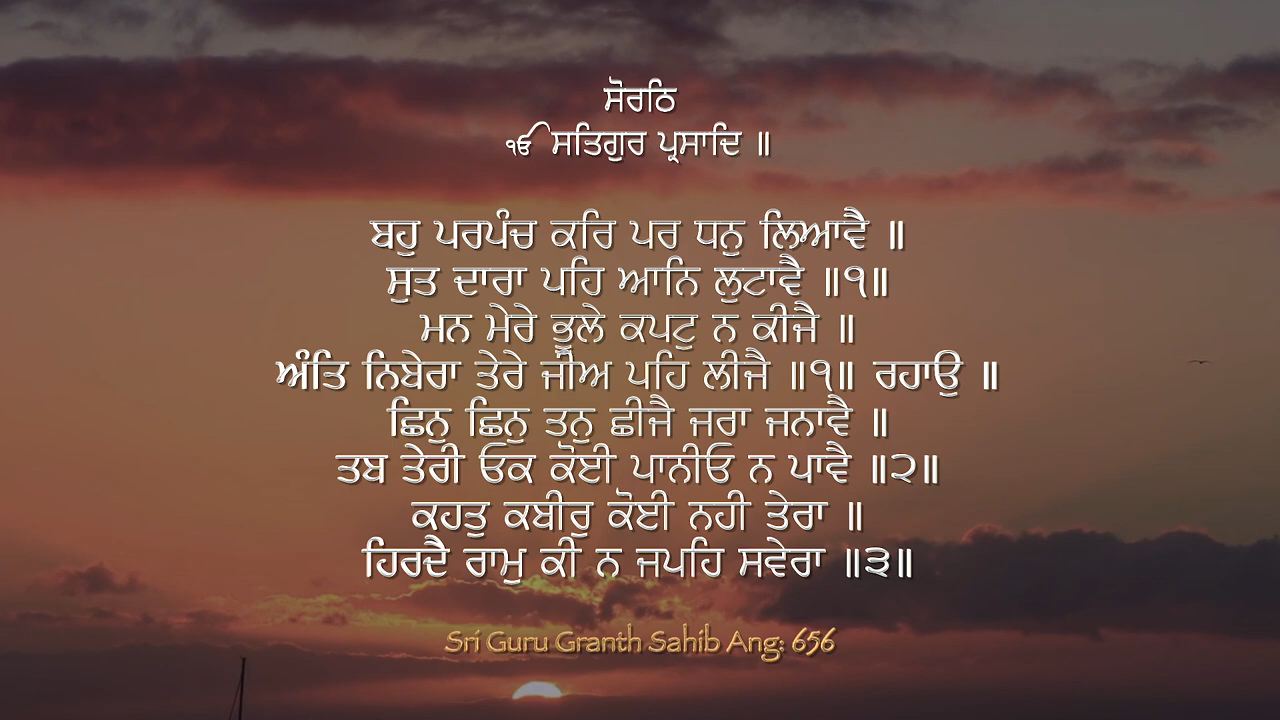 ਸੋਰਠਿ
ੴ ਸਤਿਗੁਰ ਪ੍ਰਸਾਦਿ ॥
ਬਹੁ ਪਰਪੰਚ ਕਰਿ ਪਰ ਧਨੁ ਲਿਆਵੈ ॥
ਸੁਤ ਦਾਰਾ ਪਹਿ ਆਨਿ ਲੁਟਾਵੈ ॥੧॥
ਮਨ ਮੇਰੇ ਭੂਲੇ ਕਪਟੁ ਨ ਕੀਜੈ ॥
ਅੰਤਿ ਨਿਬੇਰਾ ਤੇਰੇ ਜੀਅ ਪਹਿ ਲੀਜੈ ॥੧॥ ਰਹਾਉ ॥
ਛਿਨੁ ਛਿਨੁ ਤਨੁ ਛੀਜੈ ਜਰਾ ਜਨਾਵੈ ॥
ਤਬ ਤੇਰੀ ਓਕ ਕੋਈ ਪਾਨੀਓ ਨ ਪਾਵੈ ॥੨॥
ਕਹਤੁ ਕਬੀਰੁ ਕੋਈ ਨਹੀ ਤੇਰਾ ॥
ਹਿਰਦੈ ਰਾਮੁ ਕੀ ਨ ਜਪਹਿ ਸਵੇਰਾ ॥੩॥
Sri Guru Granth Sahib Ang: 656